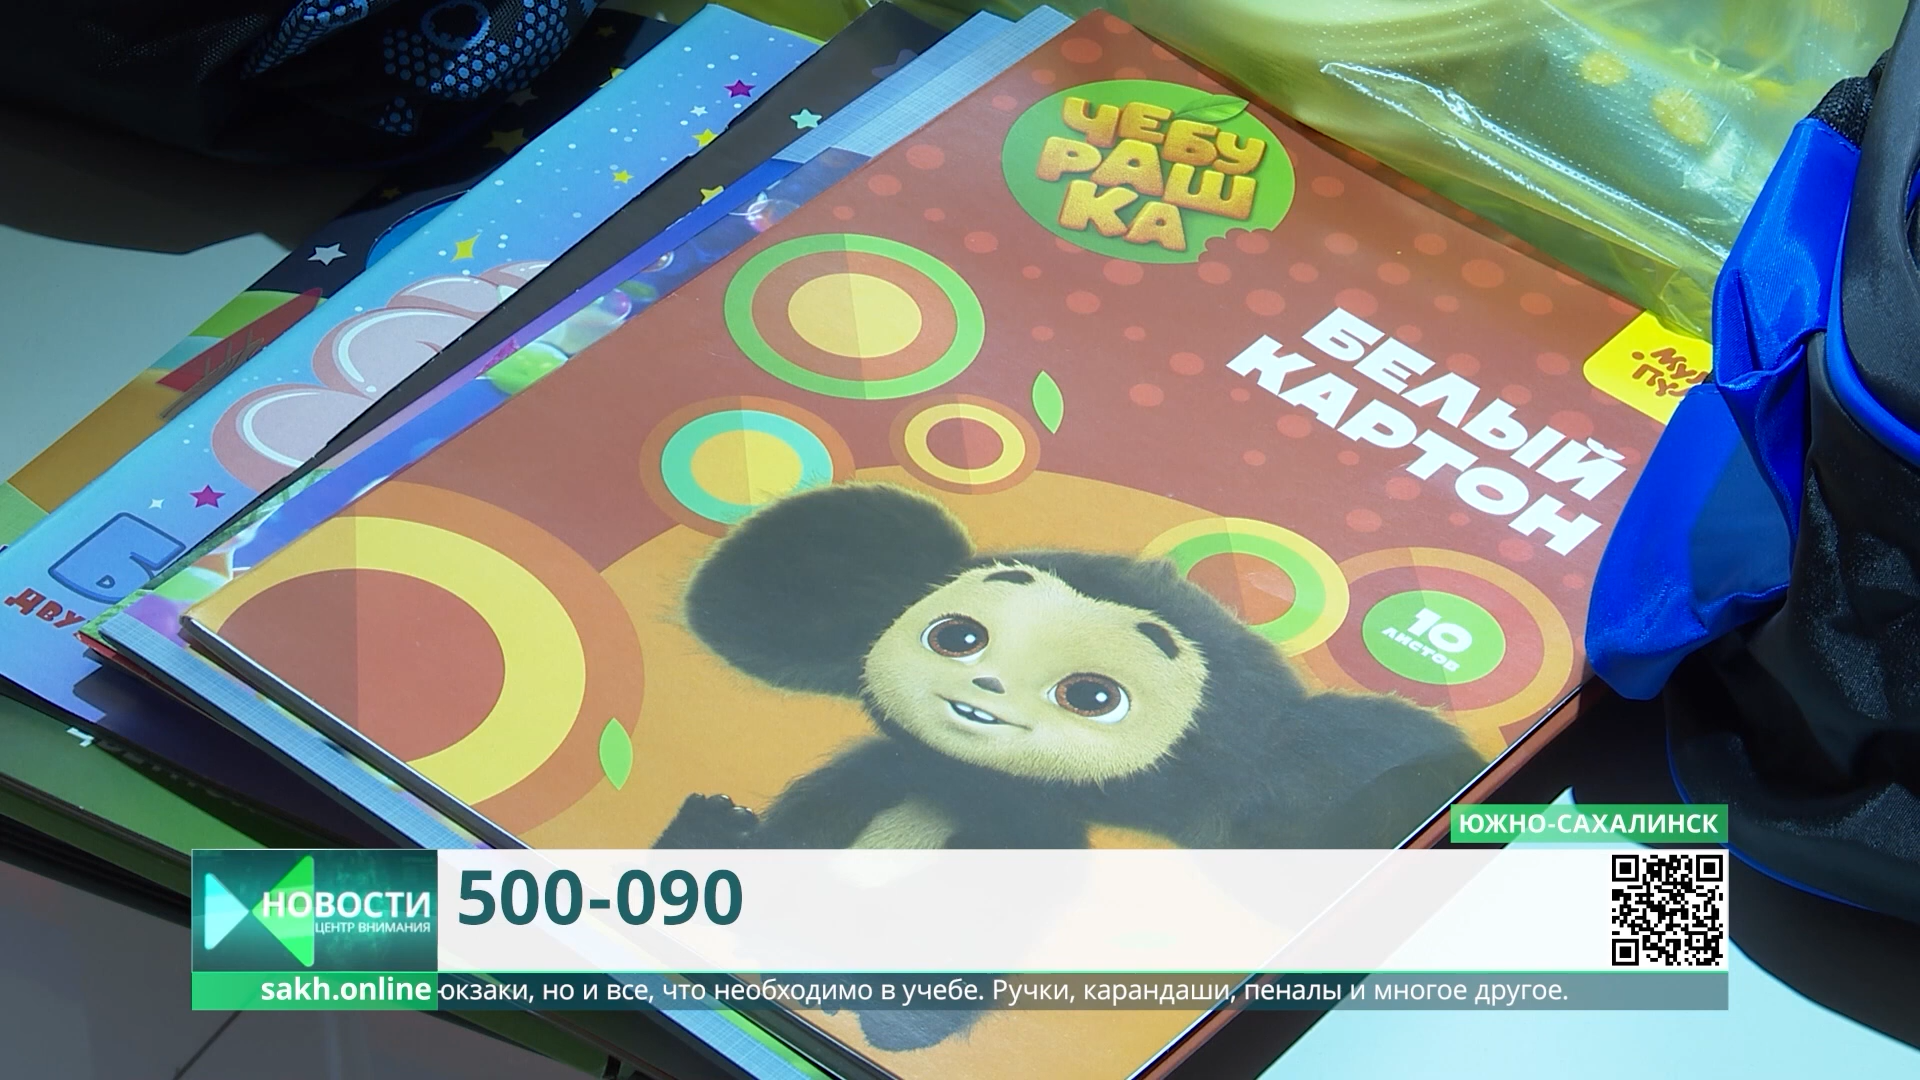 ЧЕБУ
РАШ
КА
БЕЛЫЙ
КАРТОН
10
ЛИСТОВ
Б
ЮЖНО-САХАЛИНСК
НОВОСТИ
ЦЕНТР ВНИМАНИЯ
500-090
sakh.online
юкзаки, но и все, что необходимо в учебе. Ручки, карандаши, пеналы и многое другое.